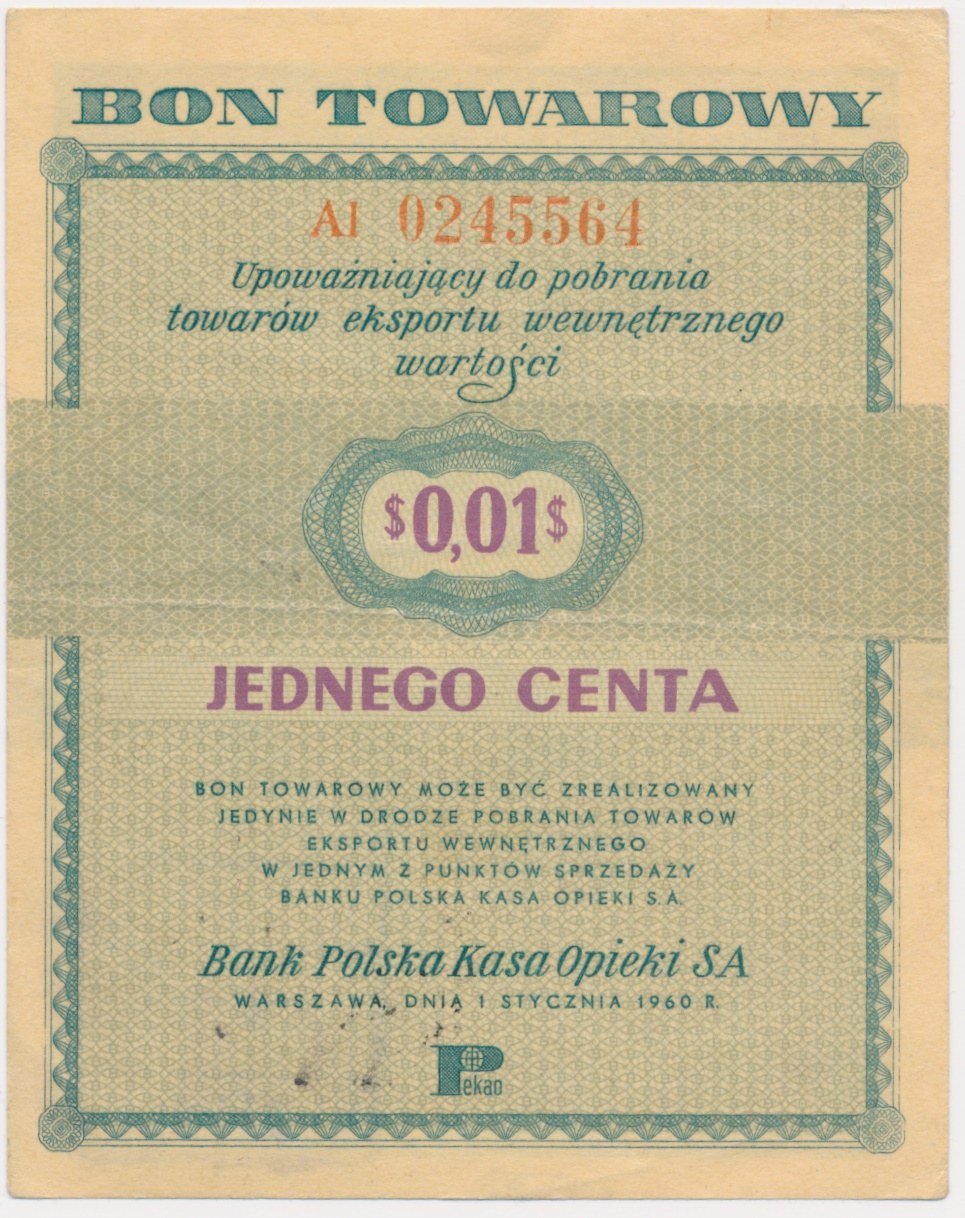 BON TOWAROWY
AI 0245564
Upoważniający do pobrania
towarów eksportu wewnętrznego
wartości
$0,01$
JEDNEGO CENTA
BON TOWAROWY MOŻE BYĆ ZREALIZOWANY
JEDYNIE W DRODZE POBRANIA TOWARÓW
EKSPORTU WEWNĘTRZNEGO
W JEDNYM Z PUNKTÓW SPRZEDAŻY
BANKU POLSKA KASA OPIEKI S.A.
Bank Polska Kasa Opieki SA
WARSZAWA, DNIA 1 STYCZNIA 1960 R.
Pekao